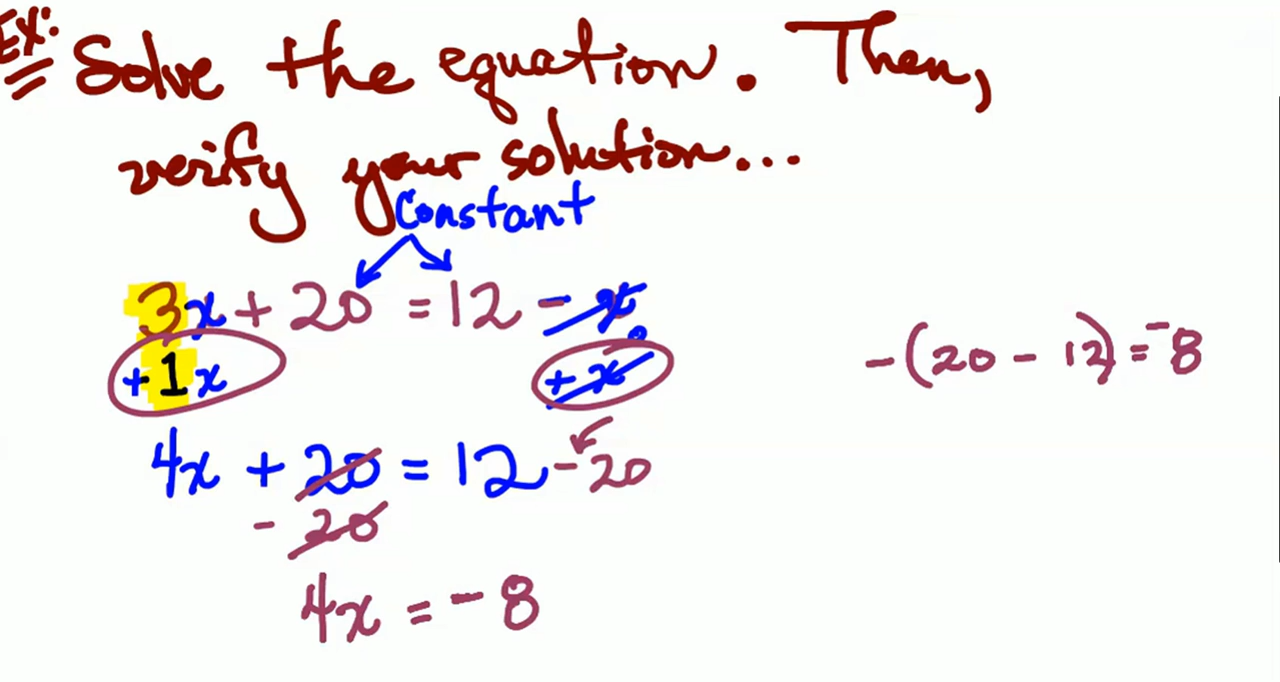 EX: Solve the equation. Then,
verify your solution...
Constant
3x + 20 = 12 - x
+1x + x 0
-(20 - 12) = -8
4x + 20 = 12 - 20
- 20
4x = -8